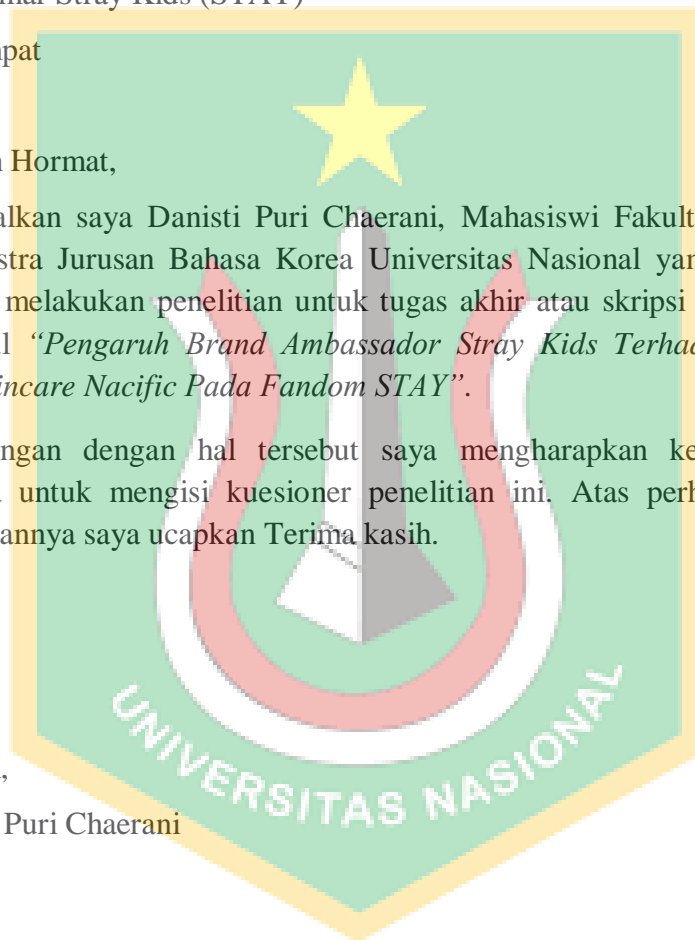 mar Stray Kids (STAY)
pat
Hormat,
alkan saya Danisti Puri Chaerani, Mahasiswi Fakult
stra Jurusan Bahasa Korea Universitas Nasional yan
melakukan penelitian untuk tugas akhir atau skripsi
l “Pengaruh Brand Ambassador Stray Kids Terhad
incare Nacific Pada Fandom STAY”.
ngan dengan hal tersebut saya mengharapkan ke
untuk mengisi kuesioner penelitian ini. Atas perh
annya saya ucapkan Terima kasih.
UNIVERSITAS NASIONAL
Puri Chaerani